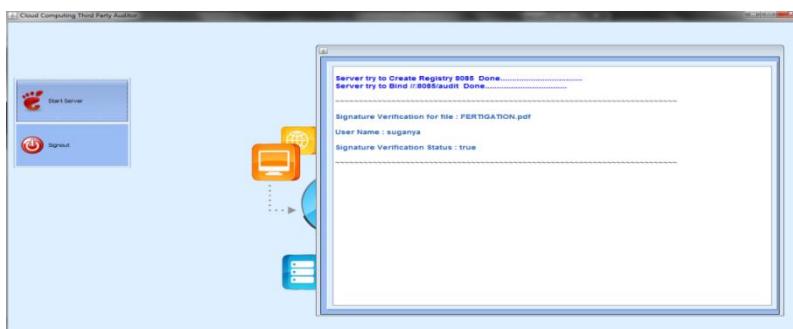 Cloud Computing Third Party Auditor
Start Server
Signout
Server try to Create Registry 8085 Done...................................
Server try to Bind //:8085/audit Done...................................
~~~~~~~~~~~~~~~~~~~~~~~~~~~~~~~~~~~~~~~~~~~~~~~~~~~~~~~~~~~~~~~~~~~~~~~~
Signature Verification for file : FERTIGATION.pdf
User Name : suganya
Signature Verification Status : true
~~~~~~~~~~~~~~~~~~~~~~~~~~~~~~~~~~~~~~~~~~~~~~~~~~~~~~~~~~~~~~~~~~~~~~~~